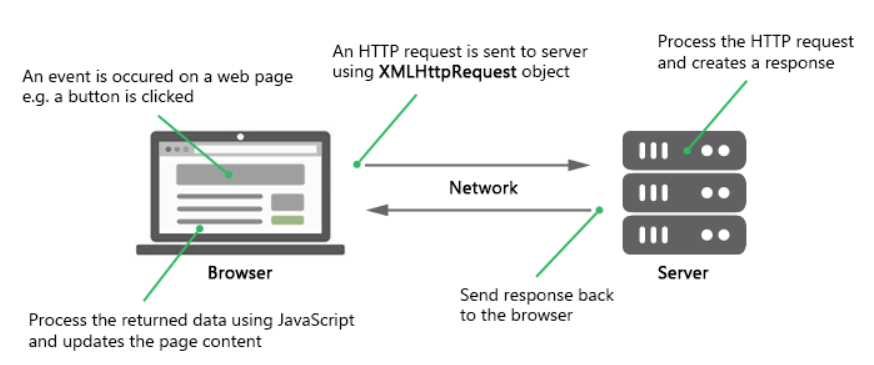 An event is occured on a web page
e.g. a button is clicked
An HTTP request is sent to server
using XMLHttpRequest object
Process the HTTP request
and creates a response
Network
Browser
Server
Process the returned data using JavaScript
and updates the page content
Send response back
to the browser